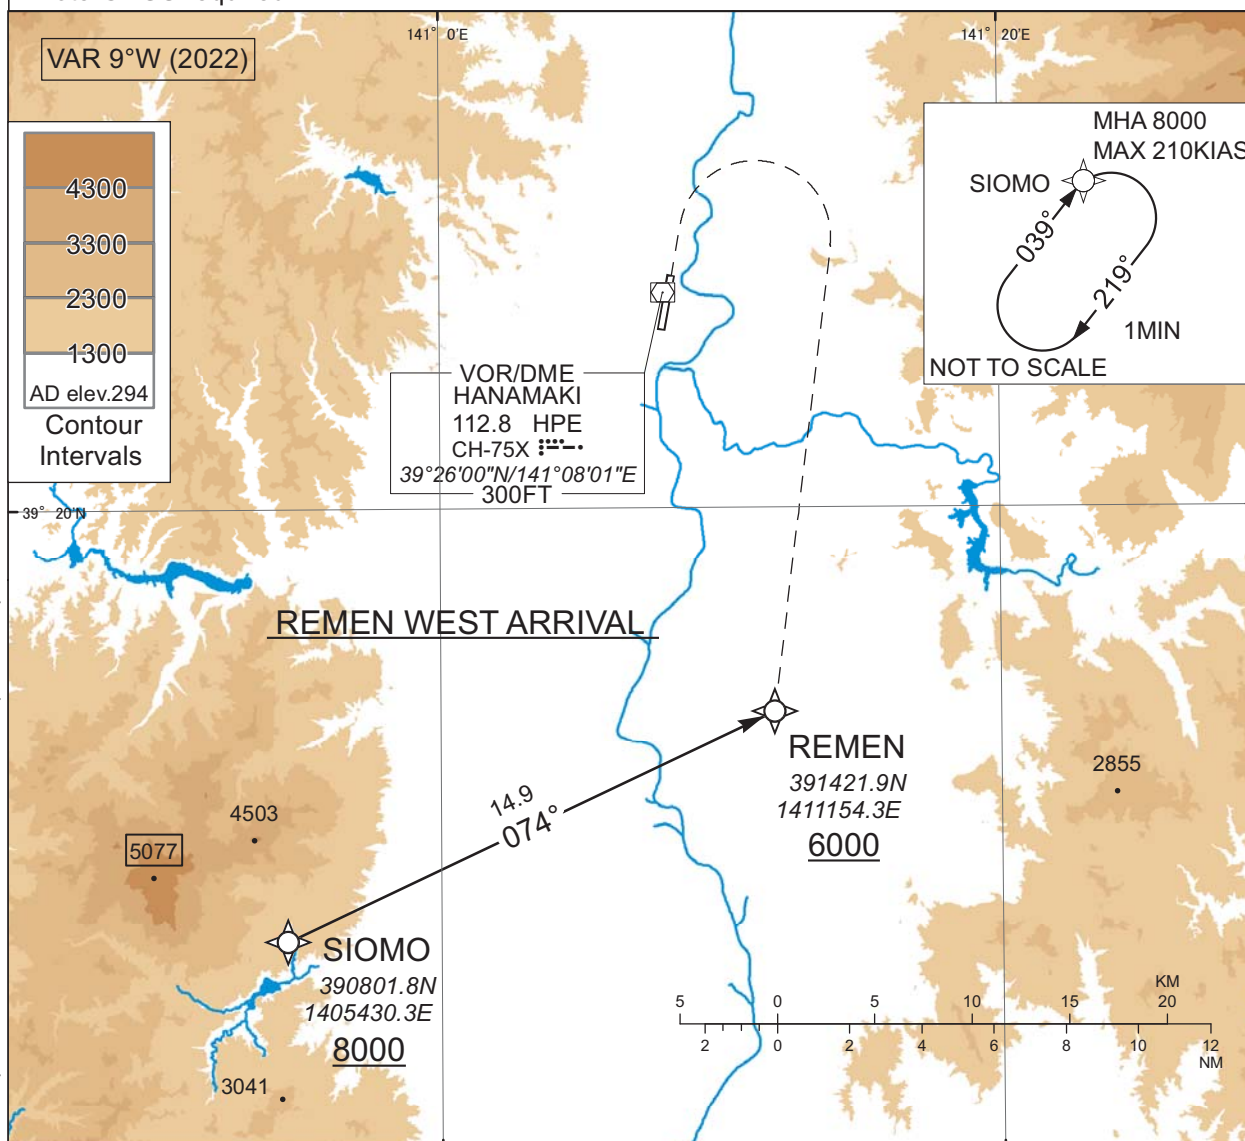 141° 0'E
141° 20'E
VAR 9°W (2022)
4300
3300
2300
1300
AD elev.294
Contour
Intervals
MHA 8000
MAX 210KIAS
SIOMO
039°
219°
1MIN
NOT TO SCALE
VOR/DME
HANAMAKI
112.8 HPE
CH-75X
39°26'00"N/141°08'01"E
300FT
39° 20'N
REMEN WEST ARRIVAL
REMEN
391421.9N
1411154.3E
6000
2855
14.9
074°
4503
5077
SIOMO
390801.8N
1405430.3E
8000
3041
KM
5 0 5 10 15 20
2 0 2 4 6 8 10 12
NM